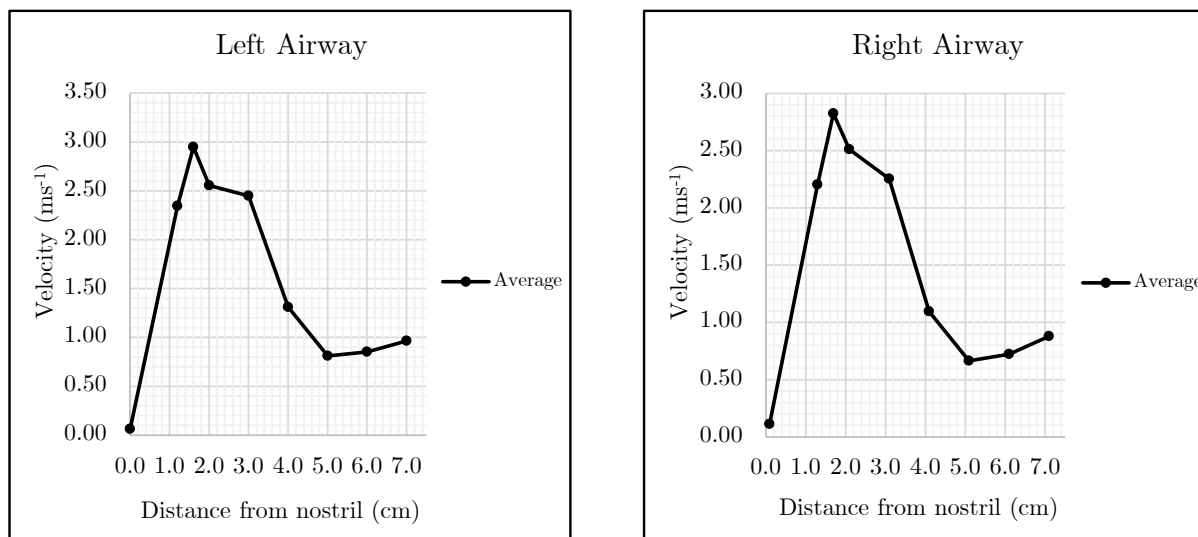 Left Airway
3.50
3.00
2.50
2.00
1.50
1.00
0.50
0.00
Velocity (ms-1)
0.0 1.0 2.0 3.0 4.0 5.0 6.0 7.0
Distance from nostril (cm)
Average
Right Airway
3.00
2.50
2.00
1.50
1.00
0.50
0.00
Velocity (ms-1)
0.0 1.0 2.0 3.0 4.0 5.0 6.0 7.0
Distance from nostril (cm)
Average